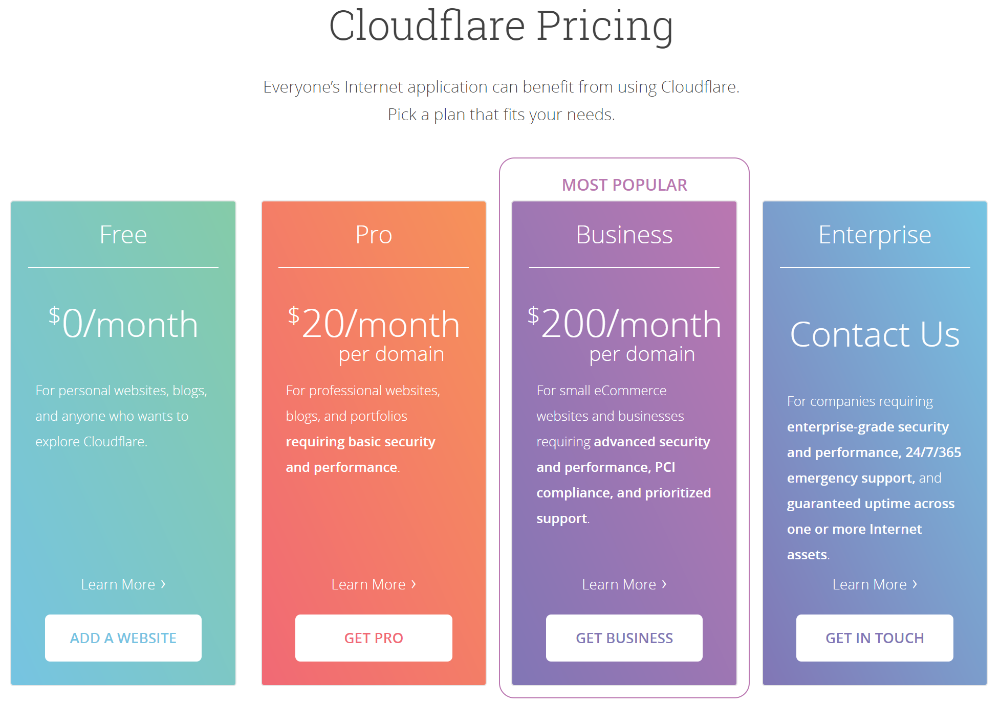 Cloudflare Pricing
Everyone’s Internet application can benefit from using Cloudflare.
Pick a plan that fits your needs.
Free
$0/month
For personal websites, blogs,
and anyone who wants to
explore Cloudflare.
Learn More ›
ADD A WEBSITE
Pro
$20/month
per domain
For professional websites,
blogs, and portfolios
requiring basic security
and performance.
Learn More ›
GET PRO
MOST POPULAR
Business
$200/month
per domain
For small eCommerce
websites and businesses
requiring advanced security
and performance, PCI
compliance, and prioritized
support.
Learn More ›
GET BUSINESS
Enterprise
Contact Us
For companies requiring
enterprise-grade security
and performance, 24/7/365
emergency support, and
guaranteed uptime across
one or more Internet
assets.
Learn More ›
GET IN TOUCH